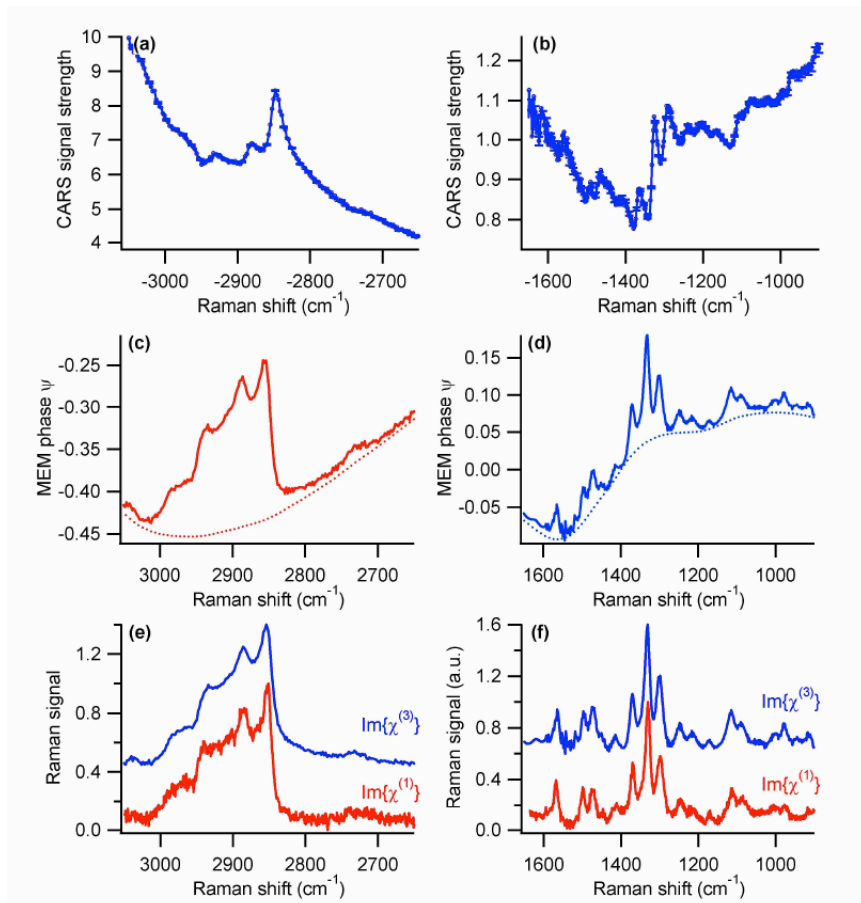 (a)
CARS signal strength
10
9
8
7
6
5
4
-3000
-2900
-2800
-2700
Raman shift (cm⁻¹)
(b)
CARS signal strength
1.2
1.1
1.0
0.9
0.8
-1600
-1400
-1200
-1000
Raman shift (cm⁻¹)
(c)
MEM phase ψ
-0.25
-0.30
-0.35
-0.40
-0.45
3000
2900
2800
2700
Raman shift (cm⁻¹)
(d)
MEM phase ψ
0.15
0.10
0.05
0.00
-0.05
1600
1400
1200
1000
Raman shift (cm⁻¹)
(e)
Raman signal
1.2
0.8
0.4
0.0
Im{χ⁽³⁾}
Im{χ⁽¹⁾}
3000
2900
2800
2700
Raman shift (cm⁻¹)
(f)
Raman signal (a.u.)
1.6
1.2
0.8
0.4
0.0
Im{χ⁽³⁾}
Im{χ⁽¹⁾}
1600
1400
1200
1000
Raman shift (cm⁻¹)